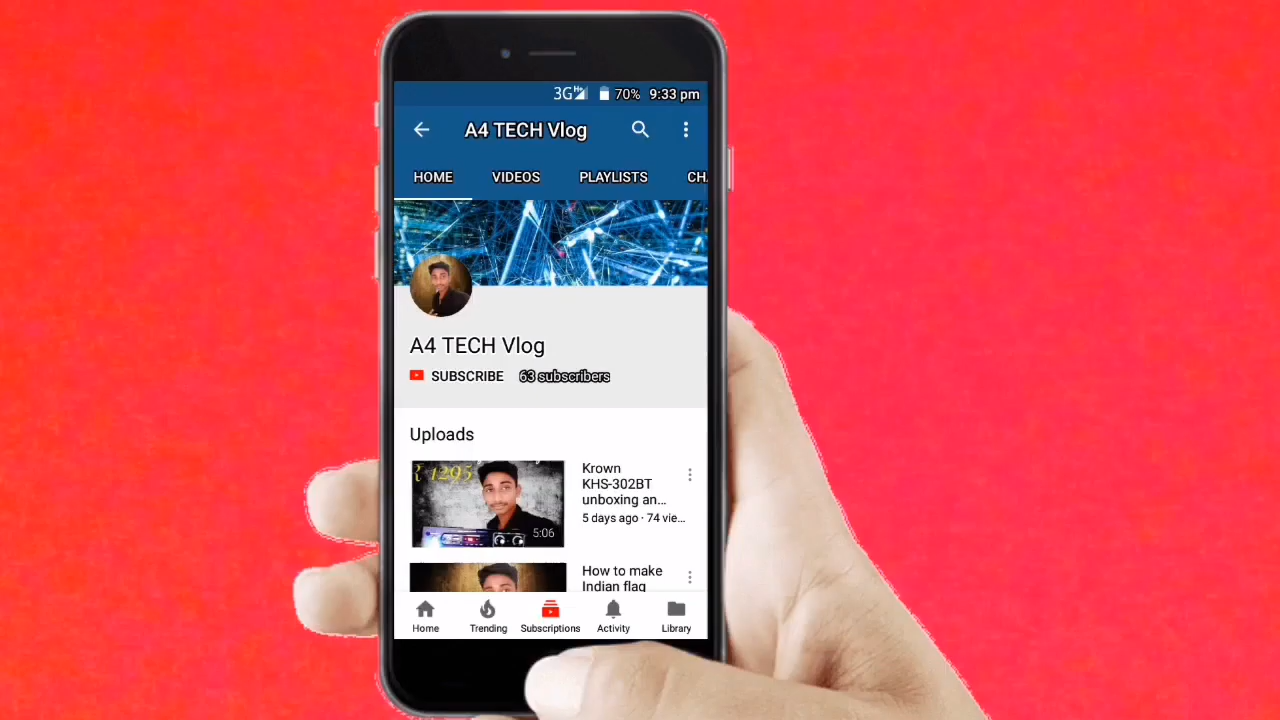 3G H+ 70% 9:33 pm
A4 TECH Vlog
HOME VIDEOS PLAYLISTS CH
A4 TECH Vlog
SUBSCRIBE 63 subscribers
Uploads
₹ 1295
5:06
Krown
KHS-302BT
unboxing an...
5 days ago · 74 vie...
How to make
Indian flag
Home Trending Subscriptions Activity Library